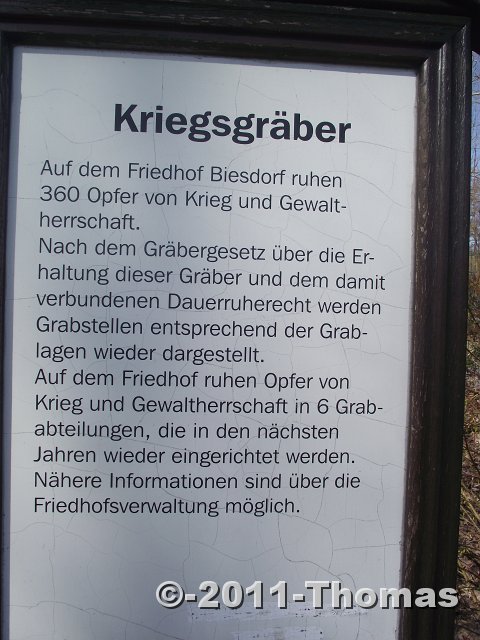 Kriegsgräber
Auf dem Friedhof Biesdorf ruhen
360 Opfer von Krieg und Gewalt-
herrschaft.
Nach dem Gräbergesetz über die Er-
haltung dieser Gräber und dem damit
verbundenen Dauerruherecht werden
Grabstellen entsprechend der Grab-
lagen wieder dargestellt.
Auf dem Friedhof ruhen Opfer von
Krieg und Gewaltherrschaft in 6 Grab-
abteilungen, die in den nächsten
Jahren wieder eingerichtet werden.
Nähere Informationen sind über die
Friedhofsverwaltung möglich.
©-2011-Thomas